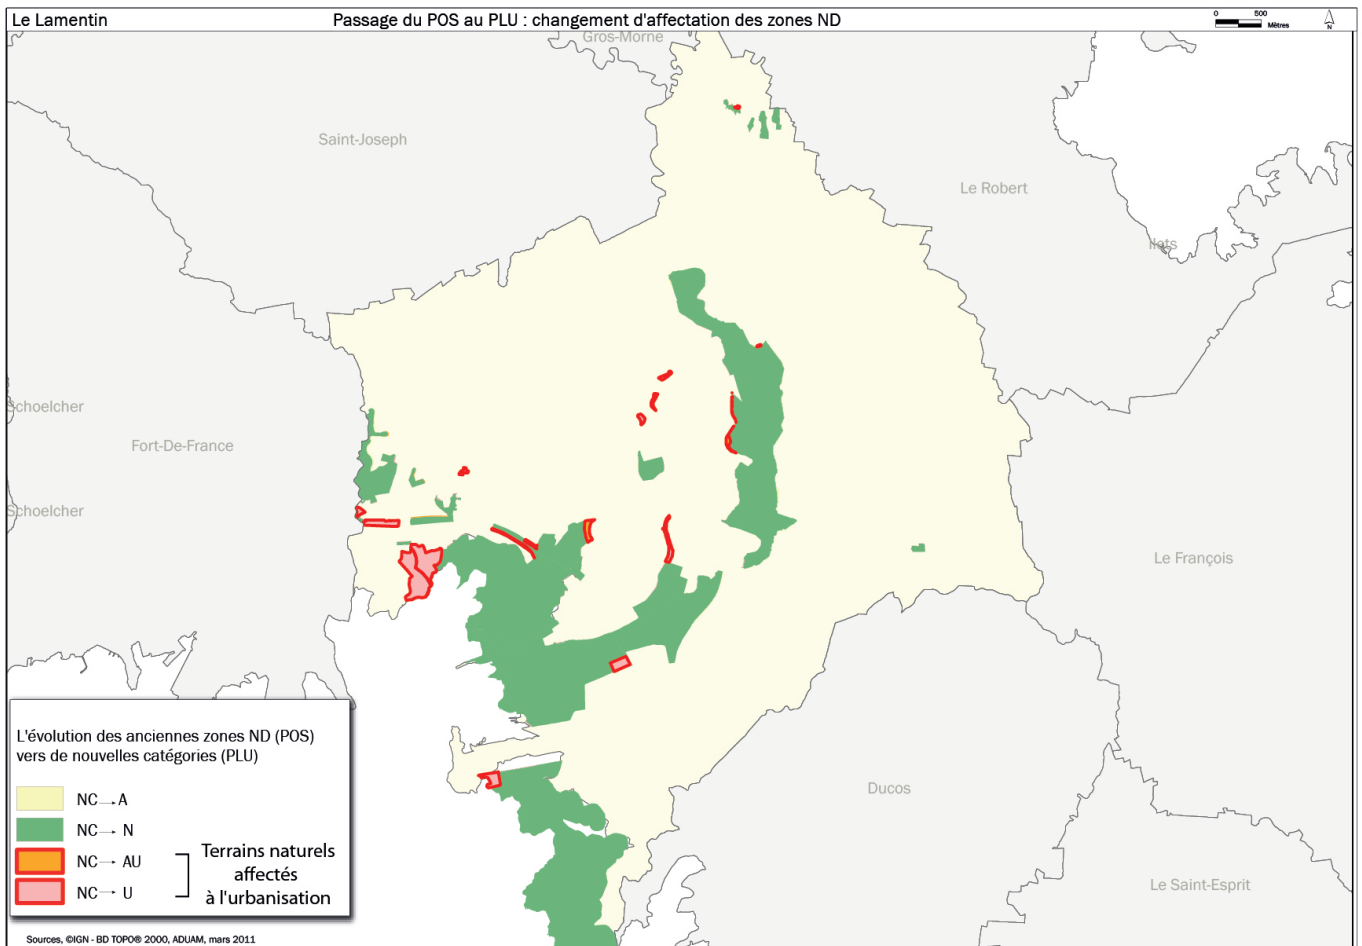 Le Lamentin
Passage du POS au PLU : changement d'affectation des zones ND
0 500
Mètres
N
Gros-Morne
Saint-Joseph
Le Robert
Ilets
Schoelcher
Fort-De-France
Schoelcher
Le François
Ducos
Le Saint-Esprit
L'évolution des anciennes zones ND (POS)
vers de nouvelles catégories (PLU)
NC → A
NC → N
NC → AU
NC → U
Terrains naturels
affectés
à l'urbanisation
Sources, ©IGN - BD TOPO® 2000, ADUAM, mars 2011